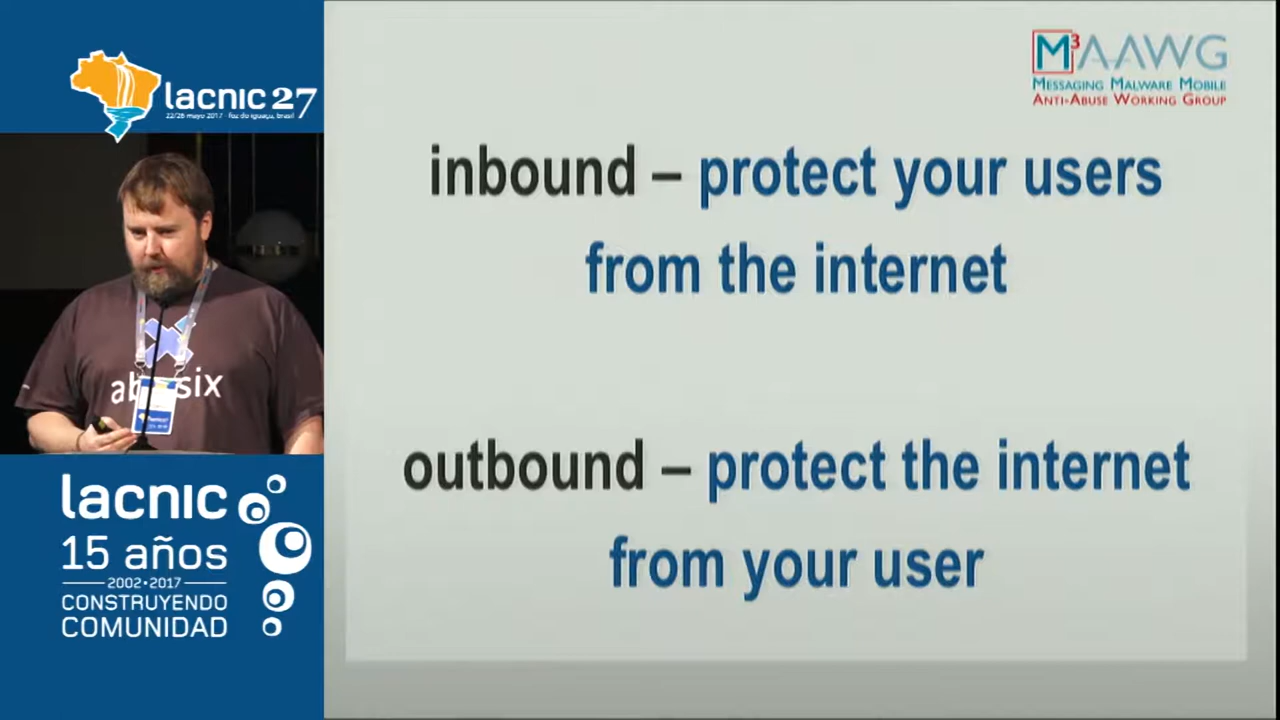 lacnic 27
22/26 mayo 2017 - foz do iguaçu, brasil
lacnic
15 años
2002•2017
CONSTRUYENDO
COMUNIDAD
M³AAWG
MESSAGING MALWARE MOBILE
ANTI-ABUSE WORKING GROUP
inbound – protect your users
from the internet
outbound – protect the internet
from your user